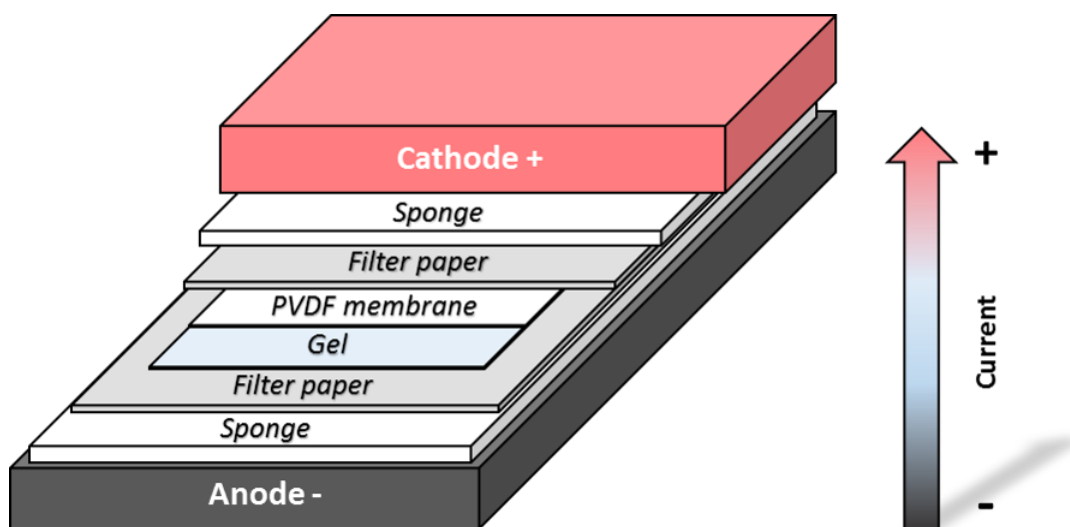 Cathode +
Sponge
Filter paper
PVDF membrane
Gel
Filter paper
Sponge
Anode -
+
Current
-